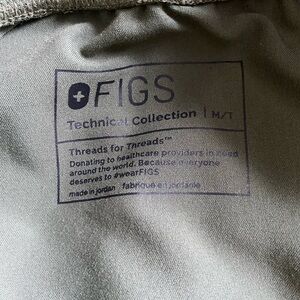 FIGS
Technical Collection | M/T
Threads for Threads™
Donating to healthcare providers in need
around the world. Because everyone
deserves to #wearFIGS
made in jordan fabriqué en jordanie